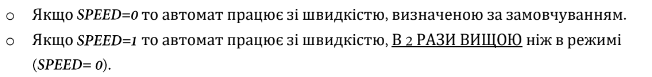 o Якщо SPEED=0 то автомат працює зі швидкістю, визначеною за замовчуванням.
o Якщо SPEED=1 то автомат працює зі швидкістю, В 2 РАЗИ ВИЩОЮ ніж в режимі
(SPEED= 0).